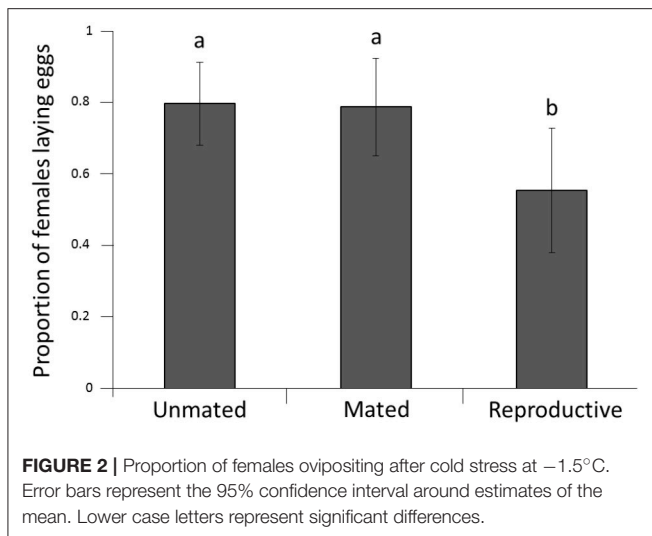 1
a
a
b
0.8
0.6
0.4
0.2
0
Proportion of females laying eggs
Unmated
Mated
Reproductive
FIGURE 2 | Proportion of females ovipositing after cold stress at −1.5°C.
Error bars represent the 95% confidence interval around estimates of the
mean. Lower case letters represent significant differences.